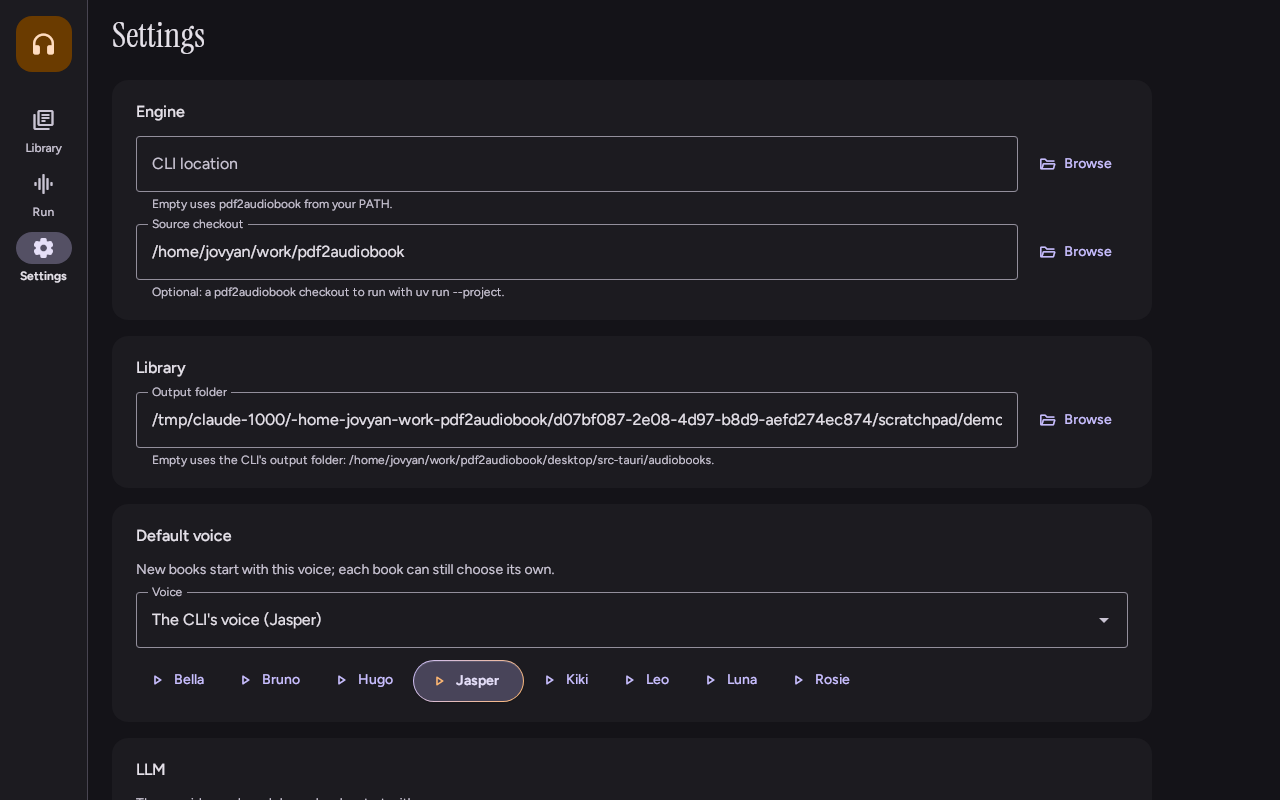 Settings
Library
Run
Settings
Engine
CLI location
Browse
Empty uses pdf2audiobook from your PATH.
Source checkout
/home/jovyan/work/pdf2audiobook
Browse
Optional: a pdf2audiobook checkout to run with uv run --project.
Library
Output folder
/tmp/claude-1000/-home-jovyan-work-pdf2audiobook/d07bf087-2e08-4d97-b8d9-aefd274ec874/scratchpad/demo
Browse
Empty uses the CLI's output folder: /home/jovyan/work/pdf2audiobook/desktop/src-tauri/audiobooks.
Default voice
New books start with this voice; each book can still choose its own.
Voice
The CLI's voice (Jasper)
Bella Bruno Hugo Jasper Kiki Leo Luna Rosie
LLM